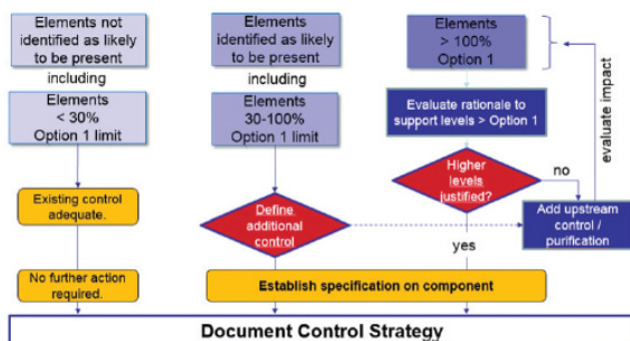 Elements not
identified as likely
to be present
including
Elements
< 30%
Option 1 limit
Existing control
adequate.
No further action
required.
Elements
identified as likely
to be present
including
Elements
30-100%
Option 1 limit
Define
additional
control
Elements
> 100%
Option 1
Evaluate rationale to
support levels > Option 1
Higher
levels
justified?
no
yes
Add upstream
control /
purification
evaluate impact
Establish specification on component
Document Control Strategy